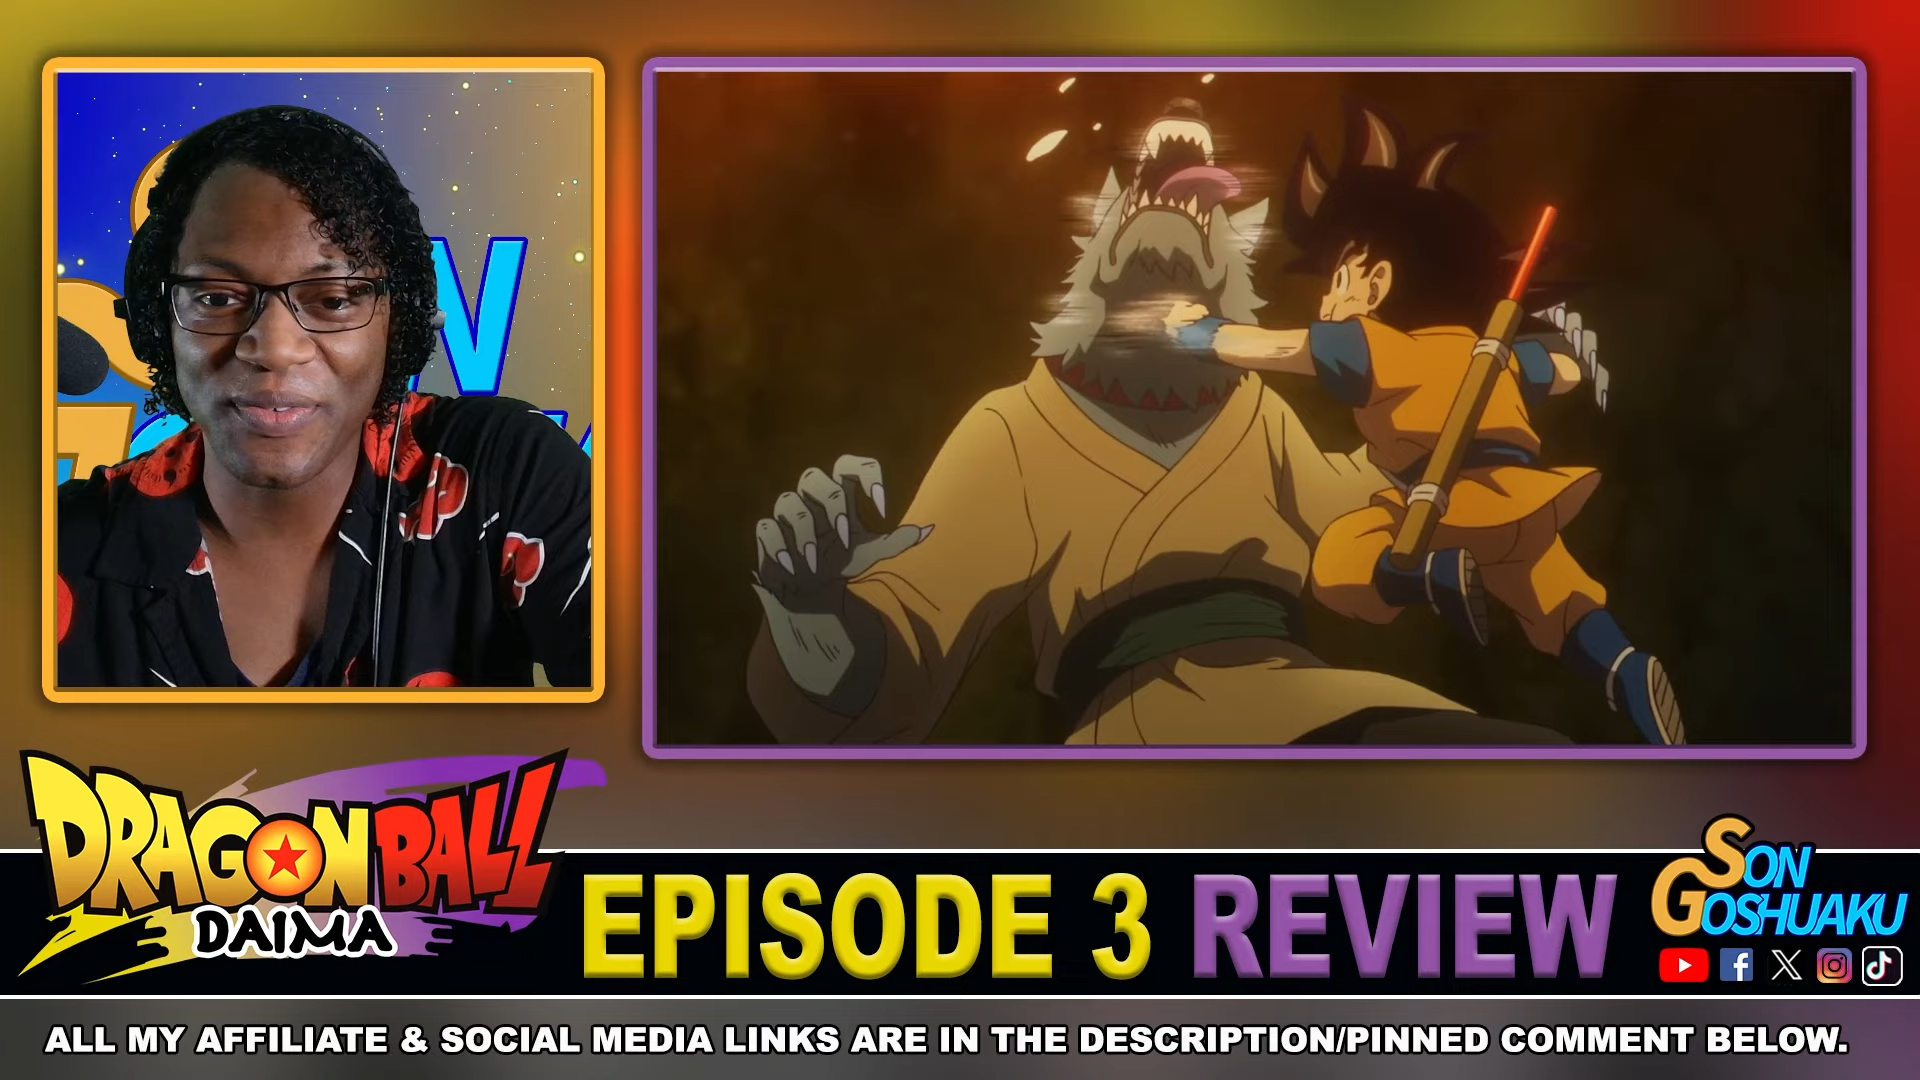 DRAGON BALL
DAIMA
EPISODE 3 REVIEW
SON
GOSHUAKU
ALL MY AFFILIATE & SOCIAL MEDIA LINKS ARE IN THE DESCRIPTION/PINNED COMMENT BELOW.